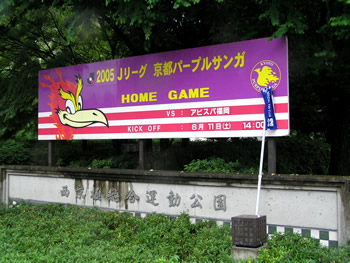 2005 Jリーグ 京都パープルサンガ
HOME GAME
VS : アビスパ福岡
KICK OFF : 6月11日(土) 14:00
西京極総合運動公園